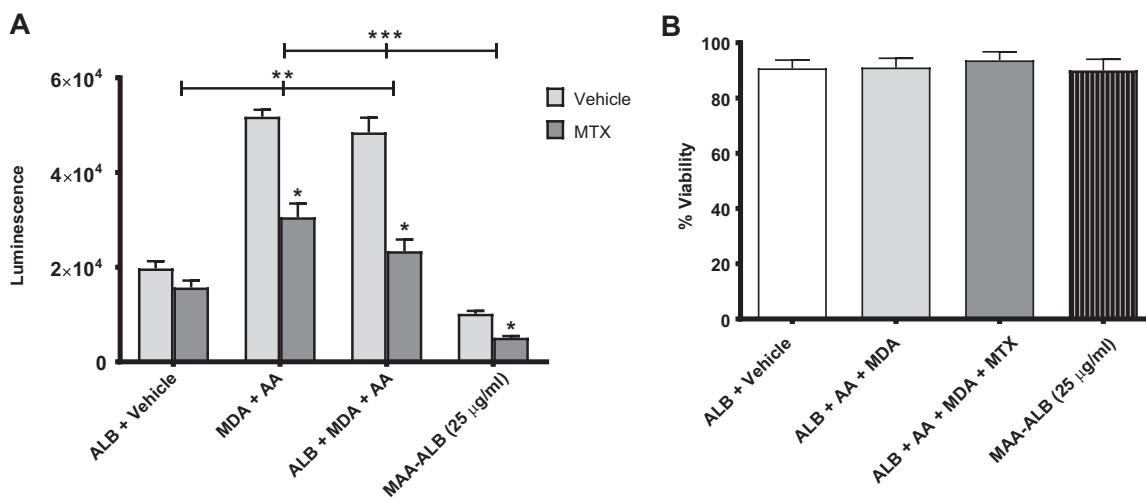 A
***
6×10⁴
**
Vehicle
MTX
4×10⁴
Luminescence
*
*
2×10⁴
*
0
ALB + Vehicle
MDA + AA
ALB + MDA + AA
MAA-ALB (25 μg/ml)
B
100
80
60
% Viability
40
20
0
ALB + Vehicle
ALB + AA + MDA
ALB + AA + MDA + MTX
MAA-ALB (25 μg/ml)